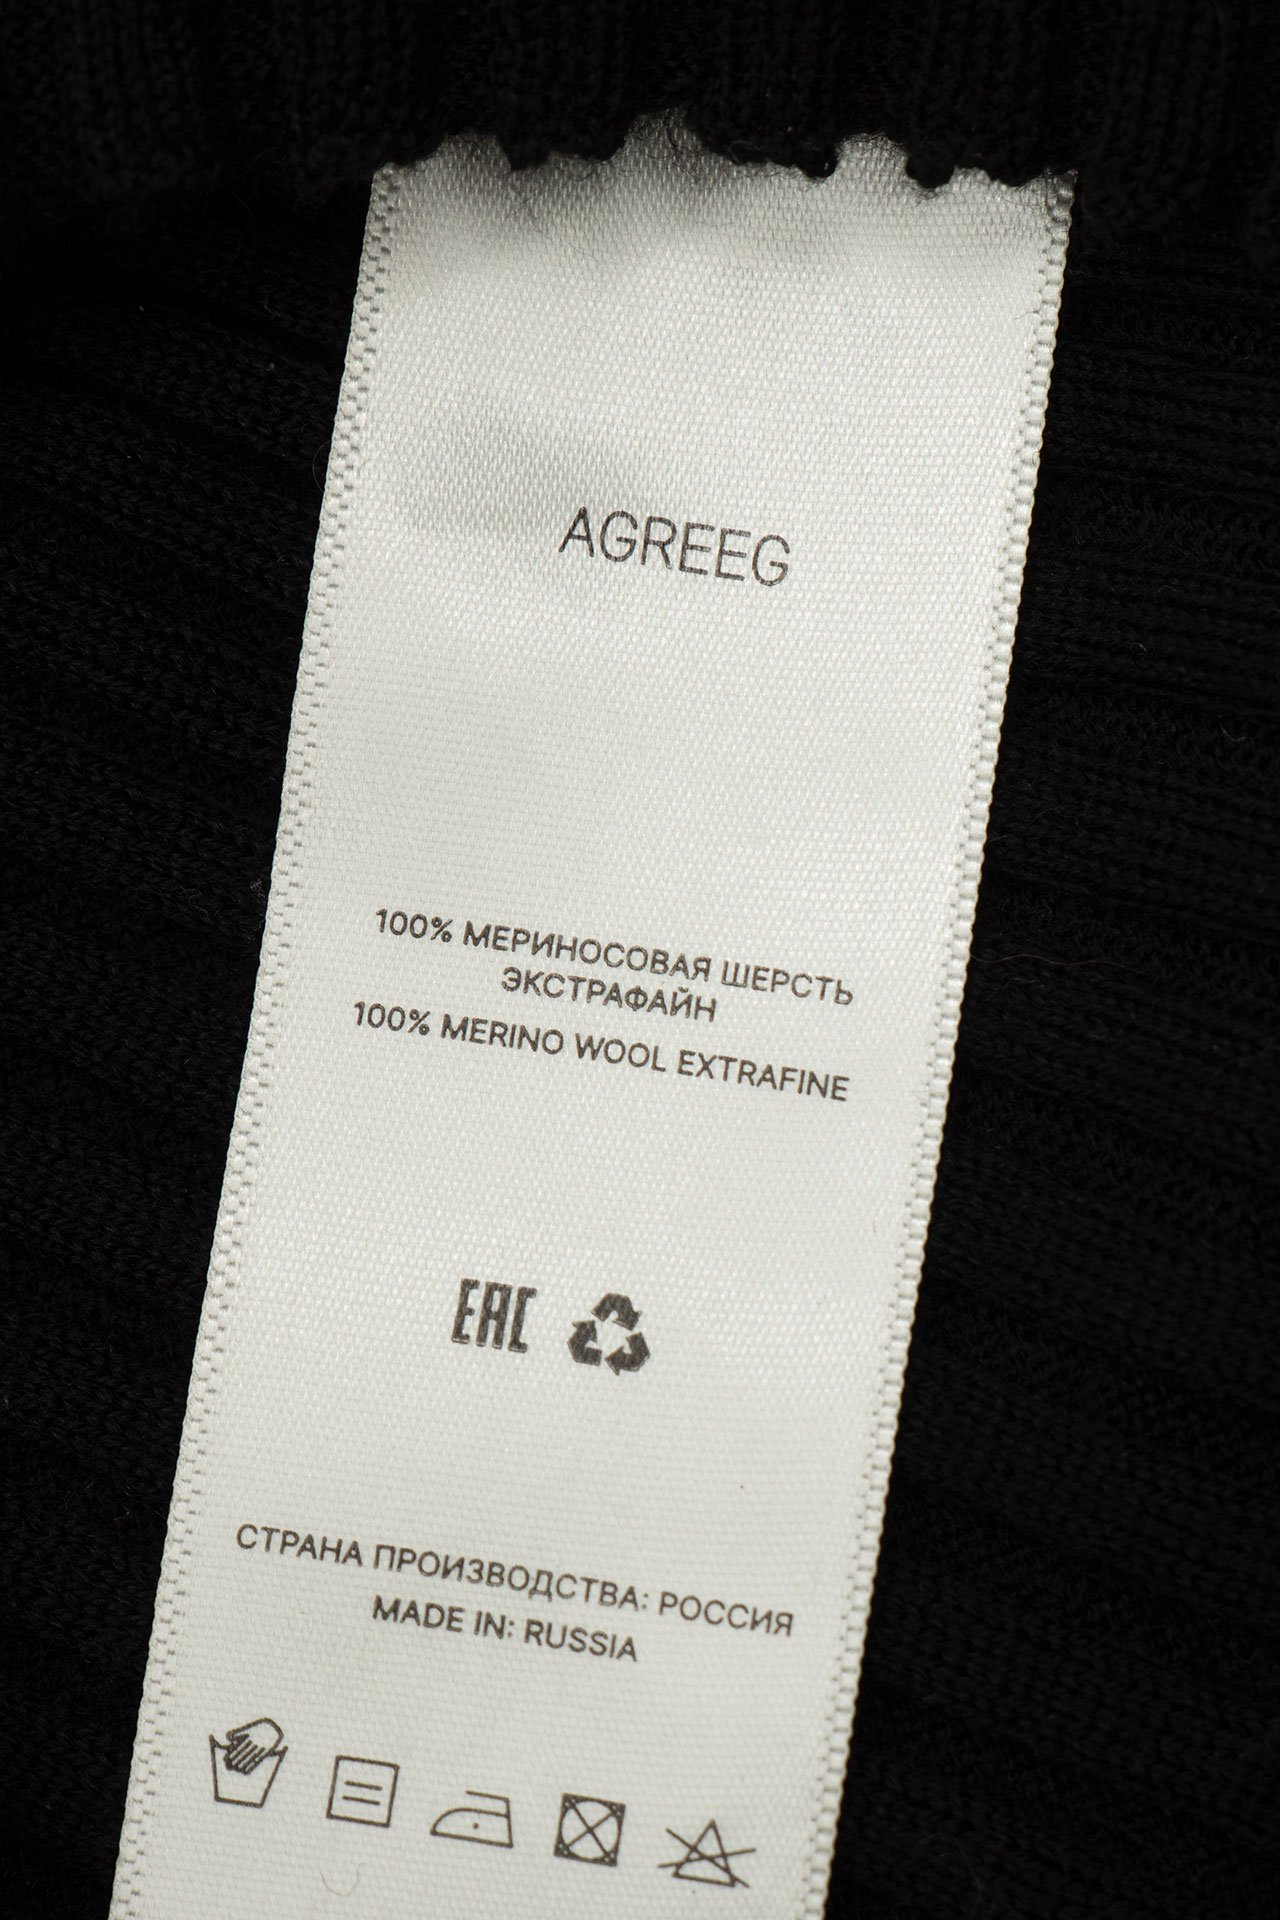 AGREEG
100% МЕРИНОСОВАЯ ШЕРСТЬ
ЭКСТРАФАЙН
100% MERINO WOOL EXTRAFINE
EAC
СТРАНА ПРОИЗВОДСТВА: РОССИЯ
MADE IN: RUSSIA